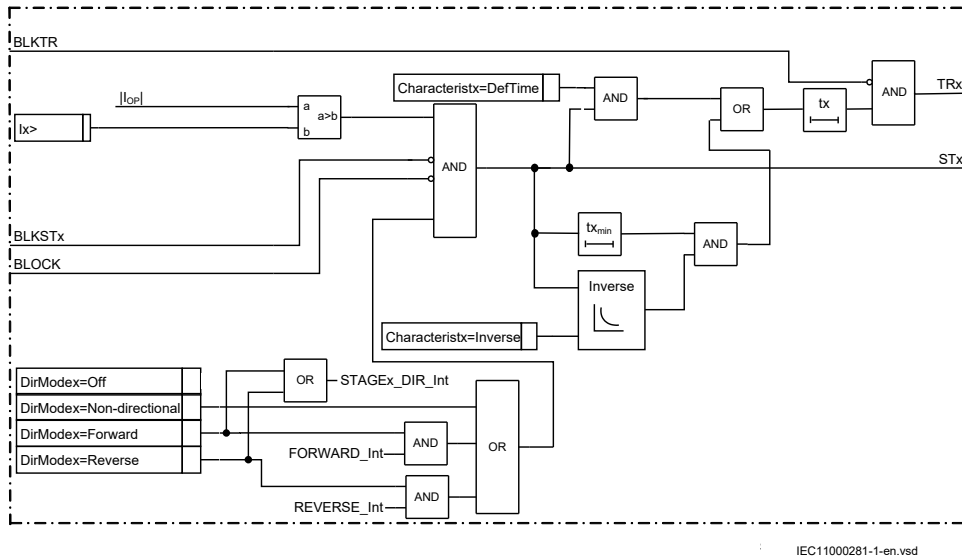 BLKTR
TRx
AND
Characteristx=DefTime
AND
|IOP|
a
a>b
b
OR
tx
Ix>
AND
STx
BLKSTx
txmin
AND
BLOCK
Inverse
Characteristx=Inverse
DirModex=Off
OR
STAGEx_DIR_Int
DirModex=Non-directional
DirModex=Forward
AND
OR
FORWARD_Int
DirModex=Reverse
AND
REVERSE_Int
IEC11000281-1-en.vsd